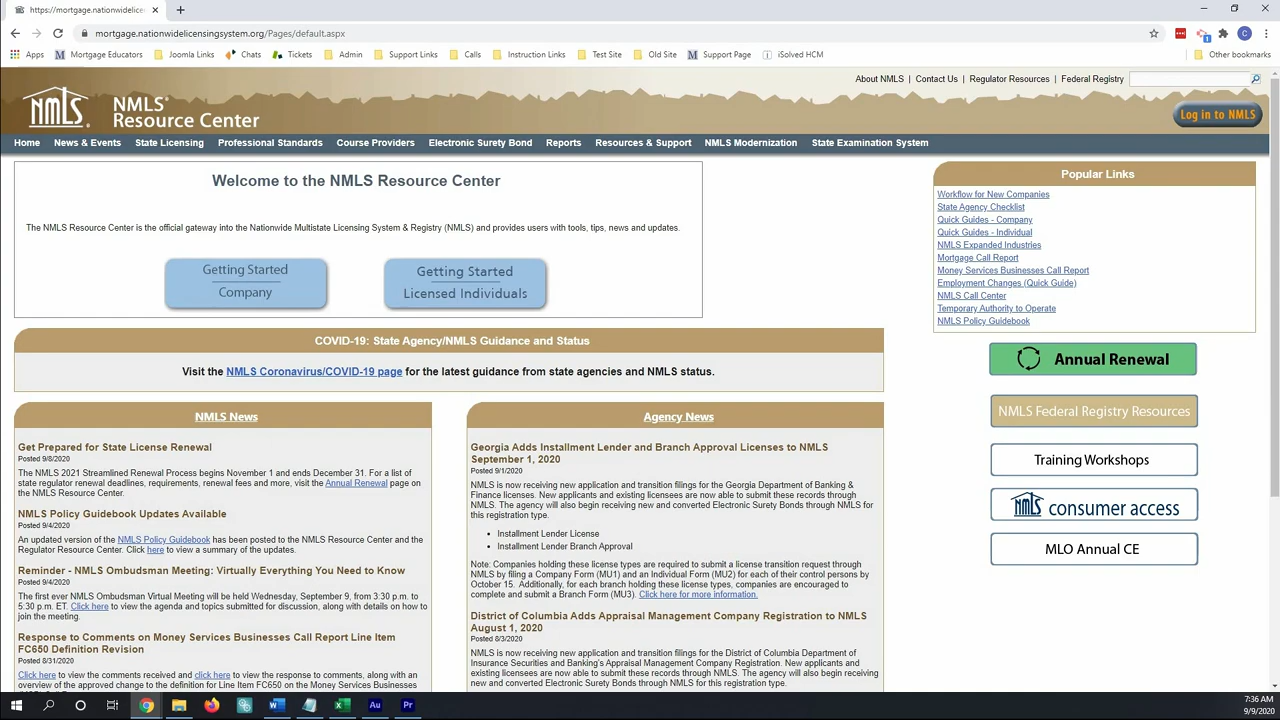 https://mortgage.nationwidelicens
mortgage.nationwidelicensingsystem.org/Pages/default.aspx
Apps Mortgage Educators Joomla Links Chats Tickets Admin Support Links Calls Instruction Links Test Site Old Site Support Page iSolved HCM Other bookmarks
About NMLS | Contact Us | Regulator Resources | Federal Registry
nmls
NMLS®
Resource Center
Log in to NMLS
Home News & Events State Licensing Professional Standards Course Providers Electronic Surety Bond Reports Resources & Support NMLS Modernization State Examination System
Welcome to the NMLS Resource Center
The NMLS Resource Center is the official gateway into the Nationwide Multistate Licensing System & Registry (NMLS) and provides users with tools, tips, news and updates.
Getting Started
Company
Getting Started
Licensed Individuals
COVID-19: State Agency/NMLS Guidance and Status
Visit the NMLS Coronavirus/COVID-19 page for the latest guidance from state agencies and NMLS status.
NMLS News
Get Prepared for State License Renewal
Posted 9/8/2020
The NMLS 2021 Streamlined Renewal Process begins November 1 and ends December 31. For a list of
state regulator renewal deadlines, requirements, renewal fees and more, visit the Annual Renewal page on
the NMLS Resource Center.
NMLS Policy Guidebook Updates Available
Posted 9/4/2020
An updated version of the NMLS Policy Guidebook has been posted to the NMLS Resource Center and the
Regulator Resource Center. Click here to view a summary of the updates.
Reminder - NMLS Ombudsman Meeting: Virtually Everything You Need to Know
Posted 9/4/2020
The first ever NMLS Ombudsman Virtual Meeting will be held Wednesday, September 9, from 3:30 p.m. to
5:30 p.m. ET. Click here to view the agenda and topics submitted for discussion, along with details on how to
join the meeting.
Response to Comments on Money Services Businesses Call Report Line Item
FC650 Definition Revision
Posted 8/31/2020
Click here to view the comments received and click here to view the response to comments, along with an
overview of the approved change to the definition for Line Item FC650 on the Money Services Businesses
Agency News
Georgia Adds Installment Lender and Branch Approval Licenses to NMLS
September 1, 2020
Posted 9/1/2020
NMLS is now receiving new application and transition filings for the Georgia Department of Banking &
Finance licenses. New applicants and existing licensees are now able to submit these records through
NMLS. The agency will also begin receiving new and converted Electronic Surety Bonds through NMLS for
this registration type.
• Installment Lender License
• Installment Lender Branch Approval
Note: Companies holding these license types are required to submit a license transition request through
NMLS by filing a Company Form (MU1) and an Individual Form (MU2) for each of their control persons by
October 15. Additionally, for each branch holding these license types, companies are encouraged to
complete and submit a Branch Form (MU3). Click here for more information.
District of Columbia Adds Appraisal Management Company Registration to NMLS
August 1, 2020
Posted 8/3/2020
NMLS is now receiving new application and transition filings for the District of Columbia Department of
Insurance Securities and Banking's Appraisal Management Company Registration. New applicants and
existing licensees are now able to submit these records through NMLS. The agency will also begin receiving
new and converted Electronic Surety Bonds through NMLS for this registration type.
Popular Links
Workflow for New Companies
State Agency Checklist
Quick Guides - Company
Quick Guides - Individual
NMLS Expanded Industries
Mortgage Call Report
Money Services Businesses Call Report
Employment Changes (Quick Guide)
NMLS Call Center
Temporary Authority to Operate
NMLS Policy Guidebook
Annual Renewal
NMLS Federal Registry Resources
Training Workshops
nmls consumer access
MLO Annual CE
7:36 AM
9/9/2020